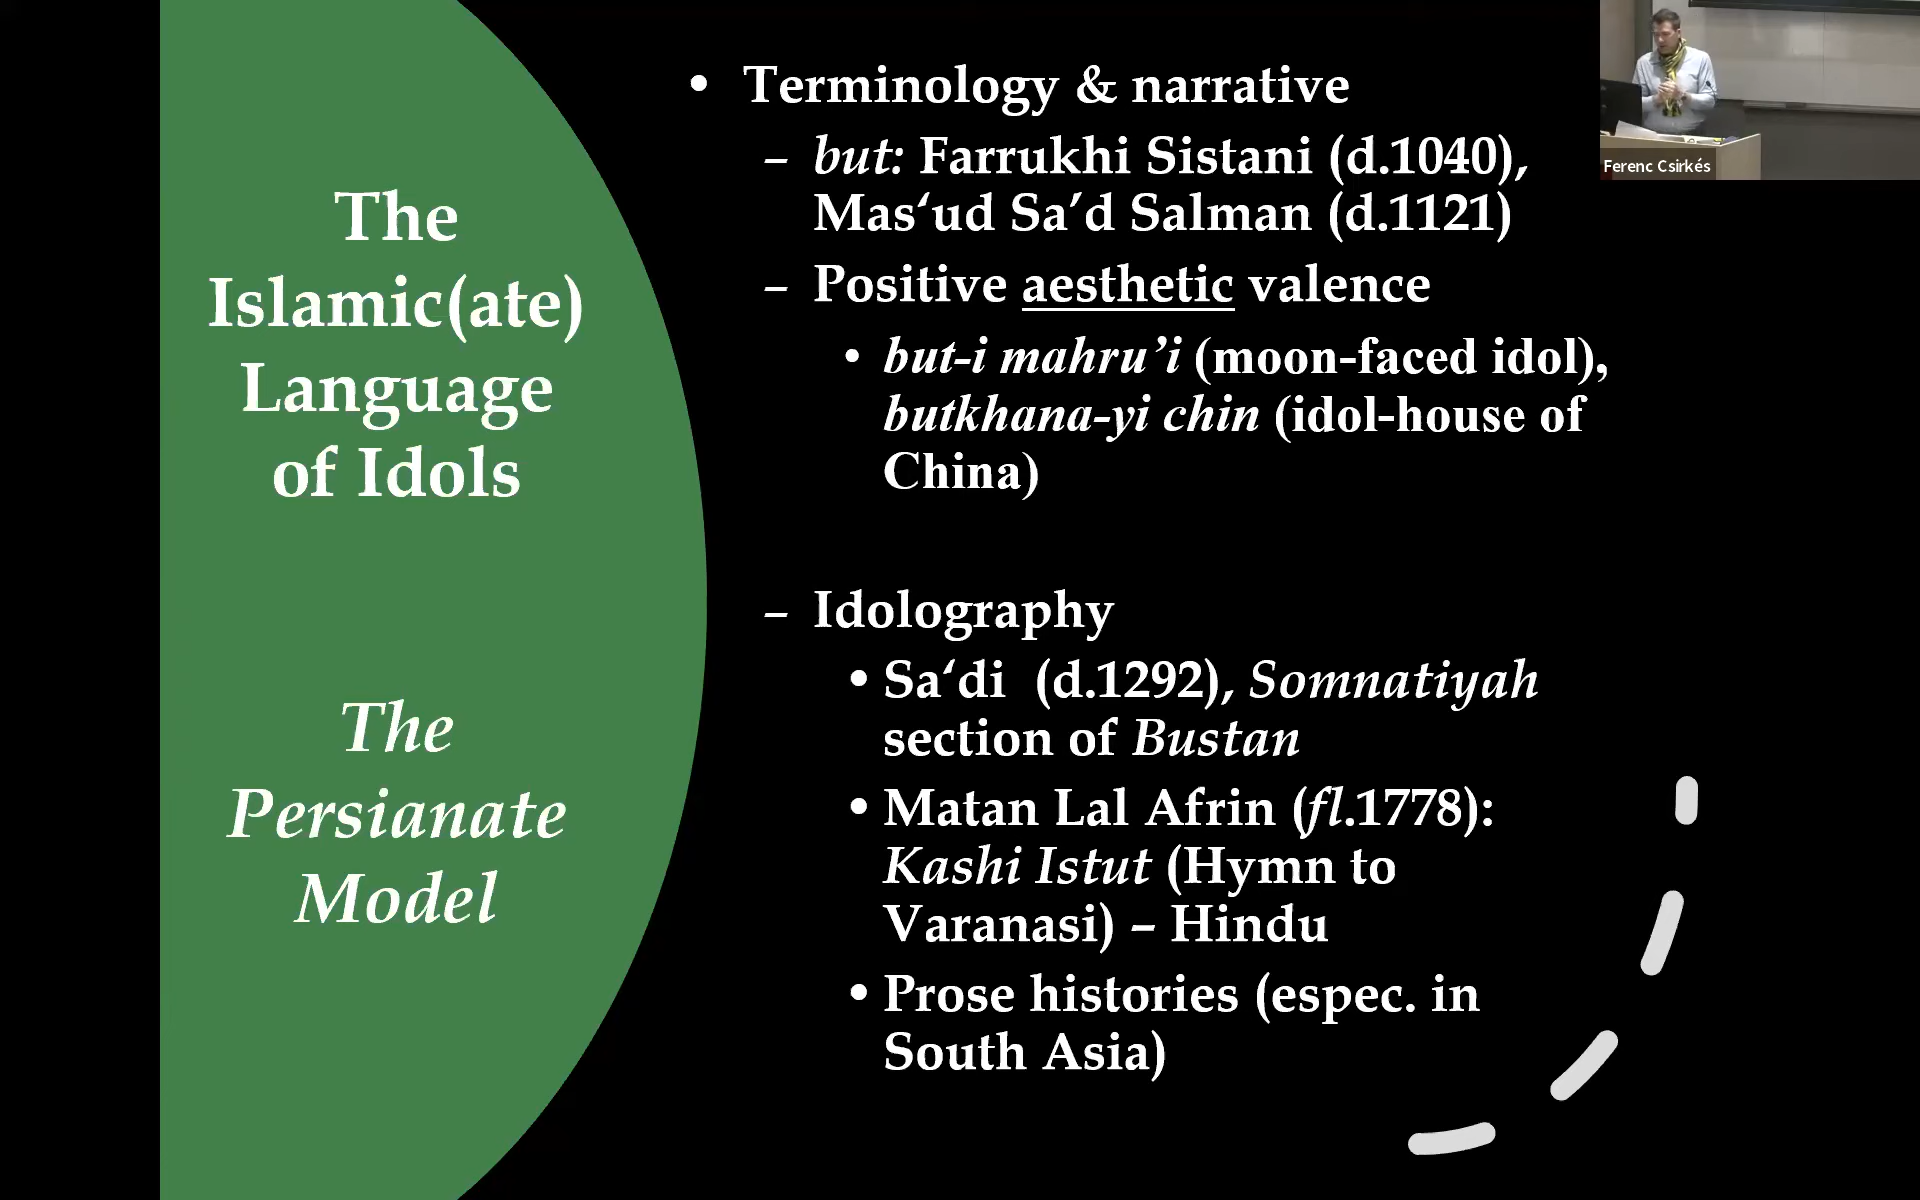 The
Islamic(ate)
Language
of Idols
The
Persianate
Model
• Terminology & narrative
– but: Farrukhi Sistani (d.1040),
Mas‘ud Sa’d Salman (d.1121)
– Positive aesthetic valence
• but-i mahru’i (moon-faced idol),
butkhana-yi chin (idol-house of
China)
– Idolography
• Sa‘di (d.1292), Somnatiyah
section of Bustan
• Matan Lal Afrin (fl.1778):
Kashi Istut (Hymn to
Varanasi) – Hindu
• Prose histories (espec. in
South Asia)
Ferenc Csirkés